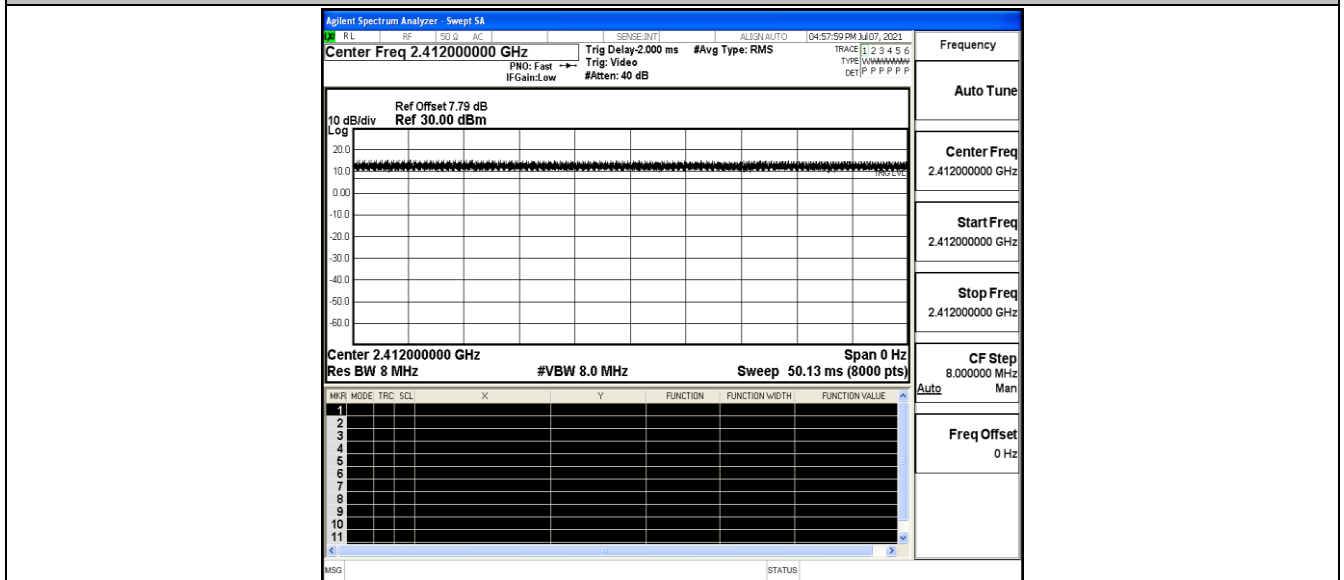 Agilent Spectrum Analyzer - Swept SA
RL RF 50 Ω AC SENSE:INT ALIGN AUTO 04:57:59 PM Jul 07, 2021
Center Freq 2.412000000 GHz
PNO: Fast
IFGain:Low
Trig Delay-2.000 ms
Trig: Video
#Atten: 40 dB
#Avg Type: RMS
TRACE 1 2 3 4 5 6
TYPE
DET P P P P P P
Ref Offset 7.79 dB
10 dB/div Ref 30.00 dBm
Log
20.0
10.0
0.00
-10.0
-20.0
-30.0
-40.0
-50.0
-60.0
TRIG LVL
Center 2.412000000 GHz Span 0 Hz
Res BW 8 MHz #VBW 8.0 MHz Sweep 50.13 ms (8000 pts)
MKR MODE TRC SCL X Y FUNCTION FUNCTION WIDTH FUNCTION VALUE
1
2
3
4
5
6
7
8
9
10
11
MSG STATUS
Frequency
Auto Tune
Center Freq
2.412000000 GHz
Start Freq
2.412000000 GHz
Stop Freq
2.412000000 GHz
CF Step
8.000000 MHz
Auto Man
Freq Offset
0 Hz